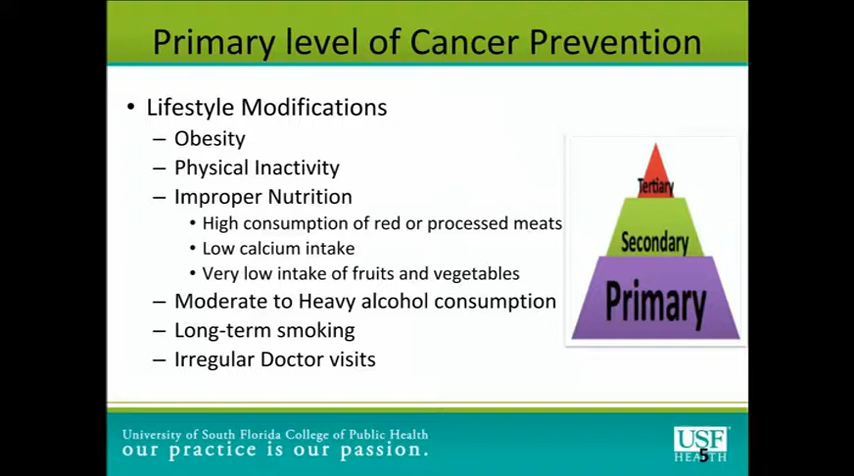 Primary level of Cancer Prevention
• Lifestyle Modifications
– Obesity
– Physical Inactivity
– Improper Nutrition
• High consumption of red or processed meats
• Low calcium intake
• Very low intake of fruits and vegetables
– Moderate to Heavy alcohol consumption
– Long-term smoking
– Irregular Doctor visits
Tertiary
Secondary
Primary
University of South Florida College of Public Health
our practice is our passion.
USF
HEALTH
5